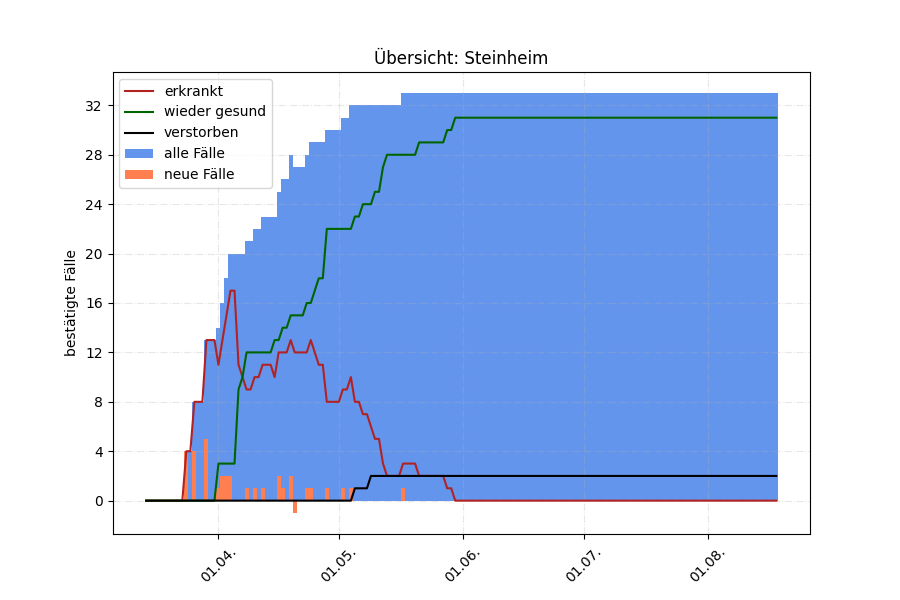 Übersicht: Steinheim
erkrankt
wieder gesund
verstorben
alle Fälle
neue Fälle
bestätigte Fälle
32
28
24
20
16
12
8
4
0
01.04.
01.05.
01.06.
01.07.
01.08.